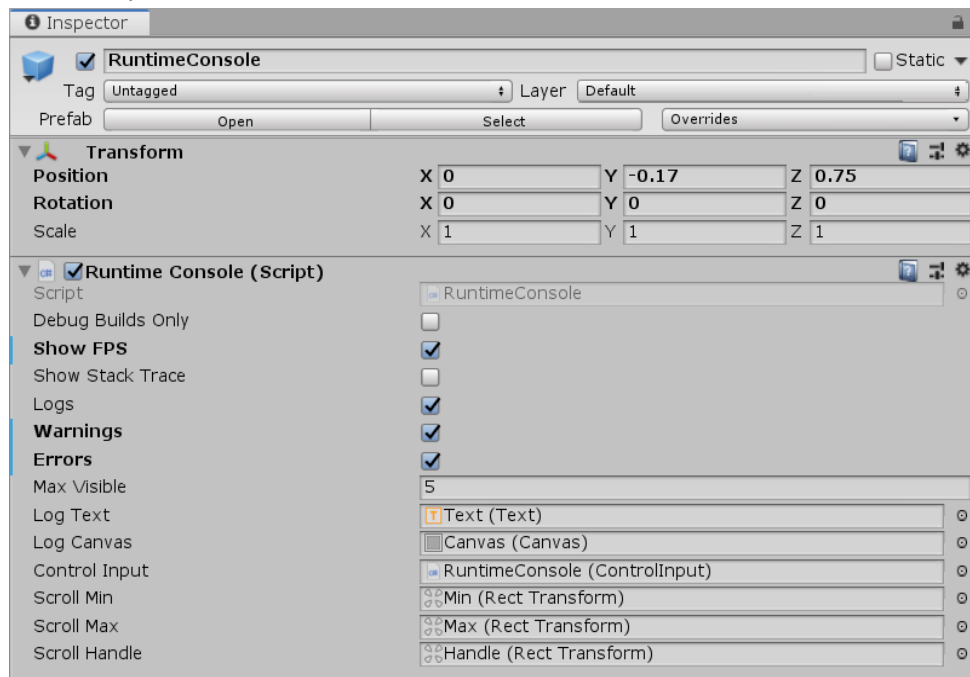 Inspector
RuntimeConsole Static
Tag Untagged Layer Default
Prefab Open Select Overrides
Transform
Position X 0 Y -0.17 Z 0.75
Rotation X 0 Y 0 Z 0
Scale X 1 Y 1 Z 1
Runtime Console (Script)
Script RuntimeConsole
Debug Builds Only
Show FPS
Show Stack Trace
Logs
Warnings
Errors
Max Visible 5
Log Text Text (Text)
Log Canvas Canvas (Canvas)
Control Input RuntimeConsole (ControlInput)
Scroll Min Min (Rect Transform)
Scroll Max Max (Rect Transform)
Scroll Handle Handle (Rect Transform)